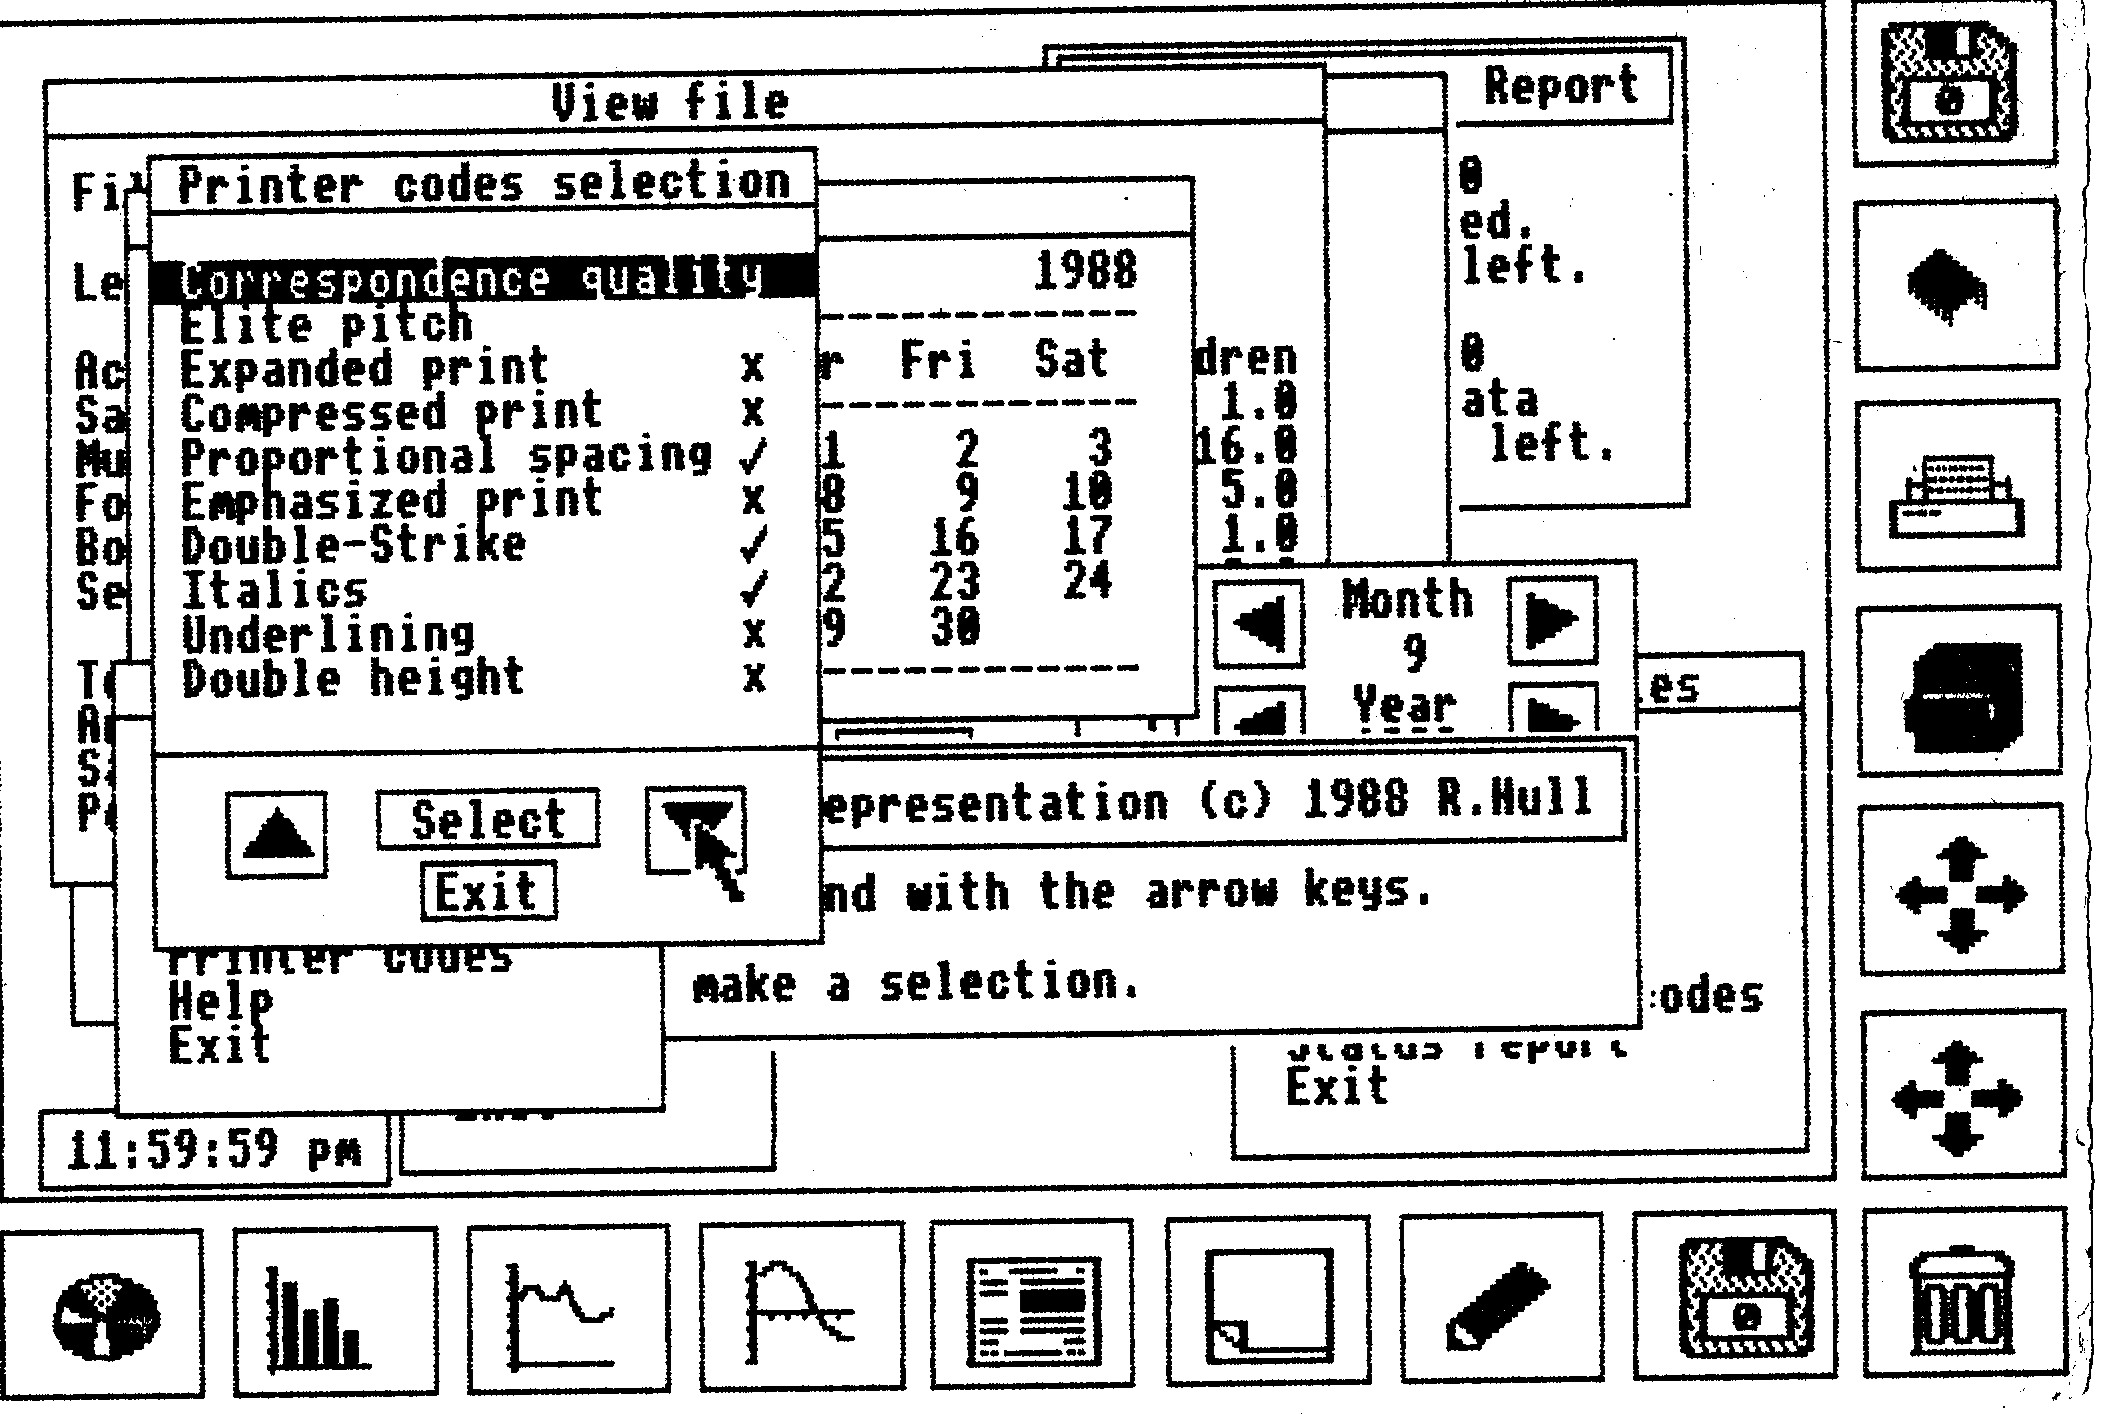 View file
Report
Printer codes selection
Correspondence quality
Elite pitch
Expanded print x
Compressed print x
Proportional spacing ✓
Emphasized print x
Double-Strike ✓
Italics ✓
Underlining x
Double height x
Select
Exit
Le
Ac
Sa
Mu
Fo
Bo
Se
1988
r Fri Sat
1 2 3
8 9 10
5 16 17
2 23 24
9 30
dren
1.0
16.0
5.0
1.0
0
ed.
left.
0
ata
left.
Month
9
Year
es
epresentation (c) 1988 R.Hull
nd with the arrow keys.
make a selection.
Printer codes
Help
Exit
odes
Status report
Exit
11:59:59 pm
0
0